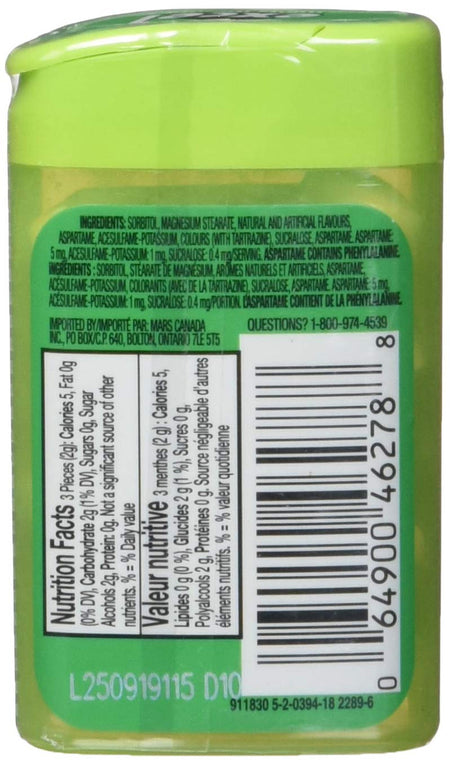 INGREDIENTS: SORBITOL, MAGNESIUM STEARATE, NATURAL AND ARTIFICIAL FLAVOURS,
ASPARTAME, ACESULFAME-POTASSIUM, COLOURS (WITH TARTRAZINE), SUCRALOSE, ASPARTAME, ASPARTAME:
5 mg, ACESULFAME-POTASSIUM: 1 mg, SUCRALOSE: 0.4 mg/SERVING. ASPARTAME CONTAINS PHENYLALANINE.
INGRÉDIENTS : SORBITOL, STÉARATE DE MAGNÉSIUM, ARÔMES NATURELS ET ARTIFICIELS, ASPARTAME,
ACÉSULFAME-POTASSIUM, COLORANTS (AVEC DE LA TARTRAZINE), SUCRALOSE, ASPARTAME, ASPARTAME: 5 mg,
ACÉSULFAME-POTASSIUM: 1 mg, SUCRALOSE: 0.4 mg/PORTION. L'ASPARTAME CONTIENT DE LA PHÉNYLALANINE.
IMPORTED BY/IMPORTÉ PAR: MARS CANADA
INC., PO BOX/C.P. 640, BOLTON, ONTARIO 7LE 5T5
QUESTIONS? 1-800-974-4539
Nutrition Facts 3 Pieces (2g): Calories 5, Fat 0g
(0% DV), Carbohydrate 2g (1% DV), Sugars 0g, Sugar
Alcohols 2g, Protein: 0g. Not a significant source of other
nutrients. % = % Daily value
Valeur nutritive 3 menthes (2 g) : Calories 5,
Lipides 0 g (0 %), Glucides 2 g (1 %), Sucres 0 g,
Polyalcools 2 g, Protéines 0 g. Source négligeable d'autres
éléments nutritifs. % = % valeur quotidienne
0 64900 46278 8
L250919115 D10
911830 5-2-0394-18 2289-6